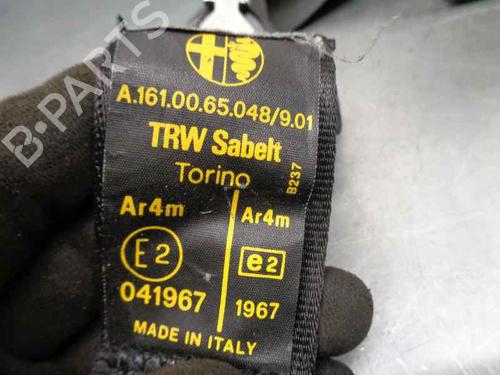 B-PARTS
A.161.00.65.048/9.01
TRW Sabelt
Torino
B237
Ar4m Ar4m
E2 e2
041967 1967
MADE IN ITALY